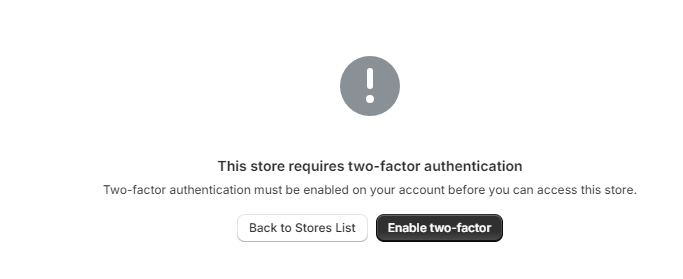 This store requires two-factor authentication
Two-factor authentication must be enabled on your account before you can access this store.
Back to Stores List Enable two-factor